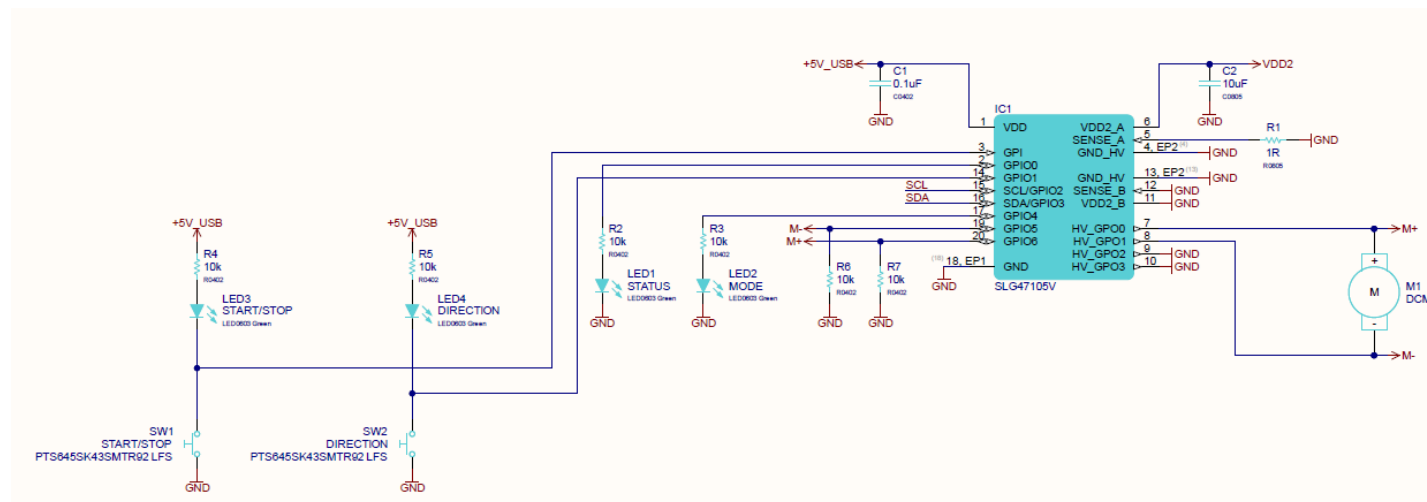 +5V_USB
C1
0.1uF
C0402
GND
C2
10uF
C0805
GND
VDD2
IC1
1 VDD
3 GPI
2 GPIO0
14 GPIO1
SCL 15 SCL/GPIO2
SDA 16 SDA/GPIO3
17 GPIO4
M- 19 GPIO5
M+ 20 GPIO6
(18) 18, EP1 GND
GND
SLG47105V
VDD2_A 6
SENSE_A 5
GND_HV 4, EP2 (4) GND
GND_HV 13, EP2 (13) GND
SENSE_B 12 GND
VDD2_B 11 GND
HV_GPO0 7
HV_GPO1 8
HV_GPO2 9 GND
HV_GPO3 10 GND
R1
1R
R0805
GND
M+
+
M
-
M1
DCM
M-
+5V_USB
R4
10k
R0402
LED3
START/STOP
LED0603 Green
SW1
START/STOP
PTS645SK43SMTR92 LFS
GND
+5V_USB
R5
10k
R0402
LED4
DIRECTION
LED0603 Green
SW2
DIRECTION
PTS645SK43SMTR92 LFS
GND
R2
10k
R0402
LED1
STATUS
LED0603 Green
GND
R3
10k
R0402
LED2
MODE
LED0603 Green
GND
R6
10k
R0402
GND
R7
10k
R0402
GND